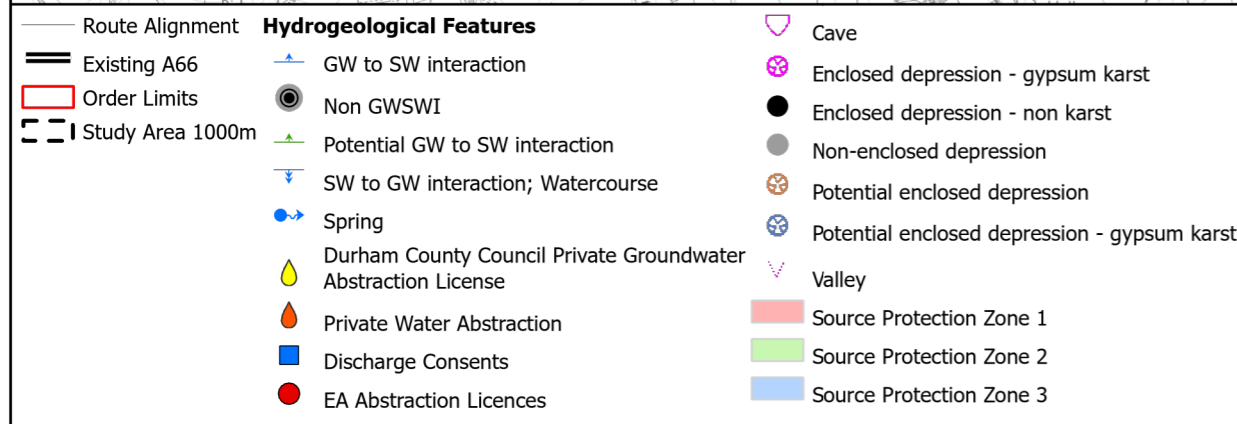 Route Alignment
Existing A66
Order Limits
Study Area 1000m
Hydrogeological Features
GW to SW interaction
Non GWSWI
Potential GW to SW interaction
SW to GW interaction; Watercourse
Spring
Durham County Council Private Groundwater
Abstraction License
Private Water Abstraction
Discharge Consents
EA Abstraction Licences
Cave
Enclosed depression - gypsum karst
Enclosed depression - non karst
Non-enclosed depression
Potential enclosed depression
Potential enclosed depression - gypsum karst
Valley
Source Protection Zone 1
Source Protection Zone 2
Source Protection Zone 3